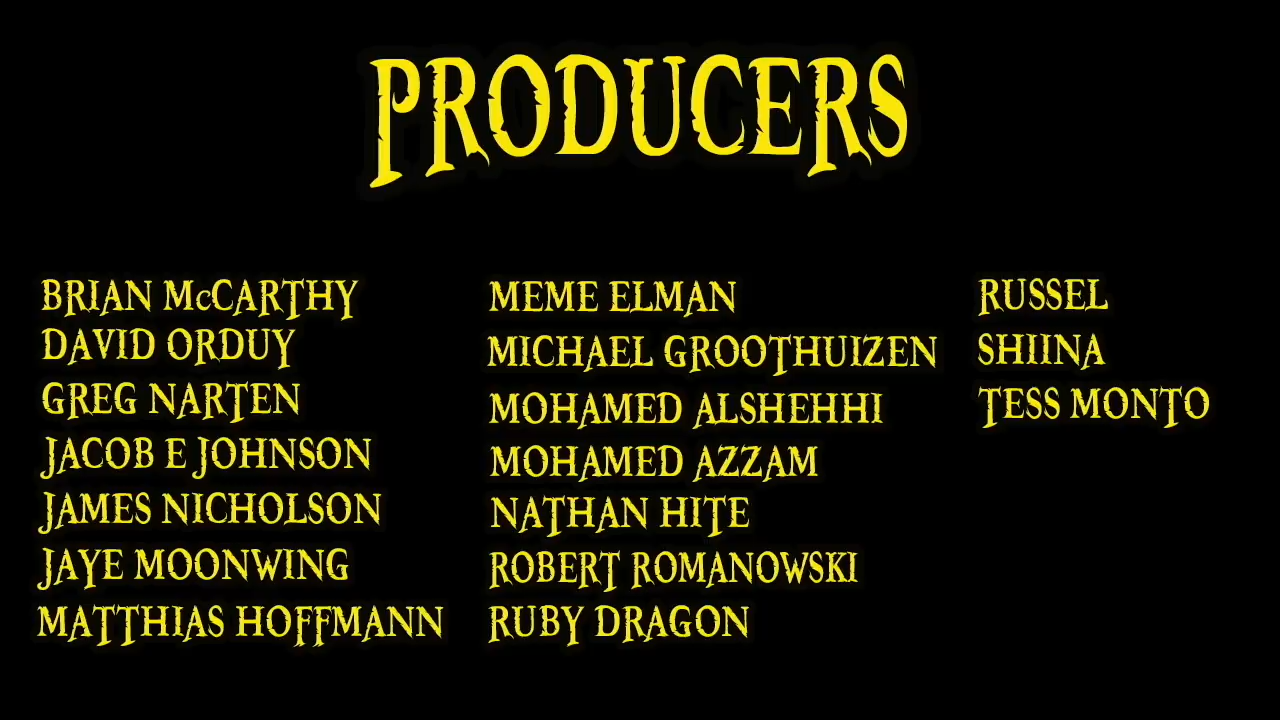 PRODUCERS
BRIAN McCARTHY
DAVID ORDUY
GREG NARTEN
JACOB E JOHNSON
JAMES NICHOLSON
JAYE MOONWING
MATTHIAS HOFFMANN
MEME ELMAN
MICHAEL GROOTHUIZEN
MOHAMED ALSHEHHI
MOHAMED AZZAM
NATHAN HITE
ROBERT ROMANOWSKI
RUBY DRAGON
RUSSEL
SHIINA
TESS MONTO